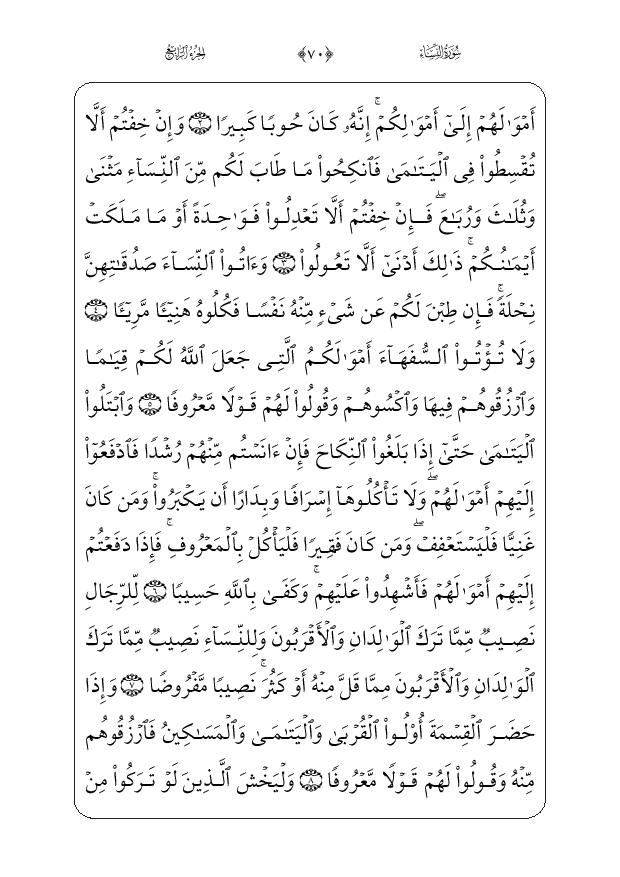 سُورَةُ النِّسَاء ﴿٧٠﴾ الجُزْءُ الرَّابِعُ
أَمۡوَٰلَهُمۡ إِلَىٰٓ أَمۡوَٰلِكُمۡۚ إِنَّهُۥ كَانَ حُوبٗا كَبِيرٗا ٢ وَإِنۡ خِفۡتُمۡ أَلَّا
تُقۡسِطُواْ فِي ٱلۡيَتَٰمَىٰ فَٱنكِحُواْ مَا طَابَ لَكُم مِّنَ ٱلنِّسَآءِ مَثۡنَىٰ
وَثُلَٰثَ وَرُبَٰعَۖ فَإِنۡ خِفۡتُمۡ أَلَّا تَعۡدِلُواْ فَوَٰحِدَةً أَوۡ مَا مَلَكَتۡ
أَيۡمَٰنُكُمۡۚ ذَٰلِكَ أَدۡنَىٰٓ أَلَّا تَعُولُواْ ٣ وَءَاتُواْ ٱلنِّسَآءَ صَدُقَٰتِهِنَّ
نِحۡلَةٗۚ فَإِن طِبۡنَ لَكُمۡ عَن شَيۡءٖ مِّنۡهُ نَفۡسٗا فَكُلُوهُ هَنِيٓـٔٗا مَّرِيٓـٔٗا ٤
وَلَا تُؤۡتُواْ ٱلسُّفَهَآءَ أَمۡوَٰلَكُمُ ٱلَّتِي جَعَلَ ٱللَّهُ لَكُمۡ قِيَٰمٗا
وَٱرۡزُقُوهُمۡ فِيهَا وَٱكۡسُوهُمۡ وَقُولُواْ لَهُمۡ قَوۡلٗا مَّعۡرُوفٗا ٥ وَٱبۡتَلُواْ
ٱلۡيَتَٰمَىٰ حَتَّىٰٓ إِذَا بَلَغُواْ ٱلنِّكَاحَ فَإِنۡ ءَانَسۡتُم مِّنۡهُمۡ رُشۡدٗا فَٱدۡفَعُوٓاْ
إِلَيۡهِمۡ أَمۡوَٰلَهُمۡۖ وَلَا تَأۡكُلُوهَآ إِسۡرَافٗا وَبِدَارًا أَن يَكۡبَرُواْۚ وَمَن كَانَ
غَنِيّٗا فَلۡيَسۡتَعۡفِفۡۖ وَمَن كَانَ فَقِيرٗا فَلۡيَأۡكُلۡ بِٱلۡمَعۡرُوفِۚ فَإِذَا دَفَعۡتُمۡ
إِلَيۡهِمۡ أَمۡوَٰلَهُمۡ فَأَشۡهِدُواْ عَلَيۡهِمۡۚ وَكَفَىٰ بِٱللَّهِ حَسِيبٗا ٦ لِّلرِّجَالِ
نَصِيبٞ مِّمَّا تَرَكَ ٱلۡوَٰلِدَانِ وَٱلۡأَقۡرَبُونَ وَلِلنِّسَآءِ نَصِيبٞ مِّمَّا تَرَكَ
ٱلۡوَٰلِدَانِ وَٱلۡأَقۡرَبُونَ مِمَّا قَلَّ مِنۡهُ أَوۡ كَثُرَۚ نَصِيبٗا مَّفۡرُوضٗا ٧ وَإِذَا
حَضَرَ ٱلۡقِسۡمَةَ أُوْلُواْ ٱلۡقُرۡبَىٰ وَٱلۡيَتَٰمَىٰ وَٱلۡمَسَٰكِينُ فَٱرۡزُقُوهُم
مِّنۡهُ وَقُولُواْ لَهُمۡ قَوۡلٗا مَّعۡرُوفٗا ٨ وَلۡيَخۡشَ ٱلَّذِينَ لَوۡ تَرَكُواْ مِنۡ